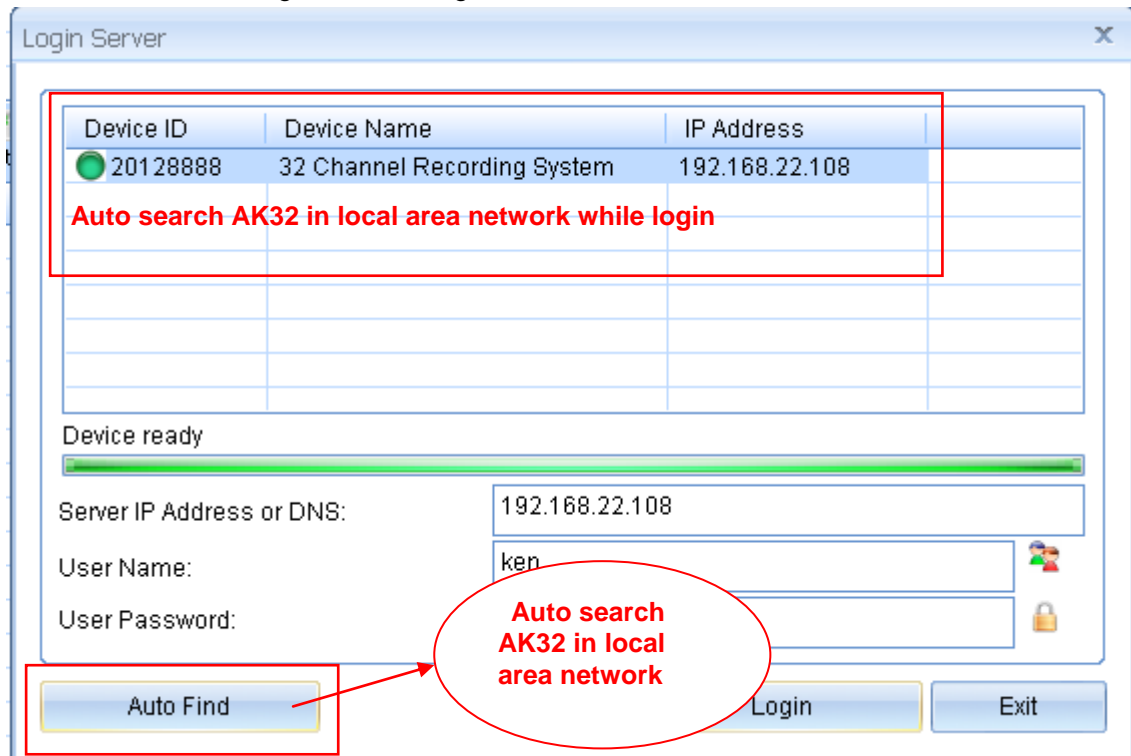 Login Server
Device ID Device Name IP Address
20128888 32 Channel Recording System 192.168.22.108
Auto search AK32 in local area network while login
Device ready
Server IP Address or DNS: 192.168.22.108
User Name: ken
User Password:
Auto search
AK32 in local
area network
Auto Find Login Exit